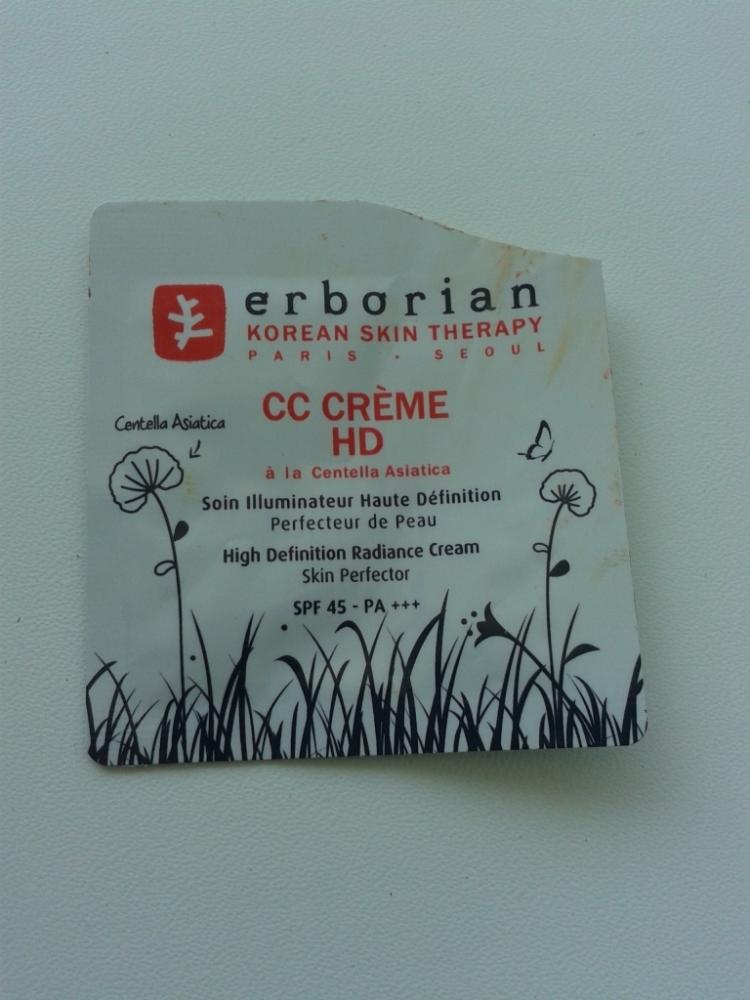 erborian
KOREAN SKIN THERAPY
PARIS . SEOUL
CC CRÈME
HD
à la Centella Asiatica
Centella Asiatica
Soin Illuminateur Haute Définition
Perfecteur de Peau
High Definition Radiance Cream
Skin Perfector
SPF 45 - PA +++